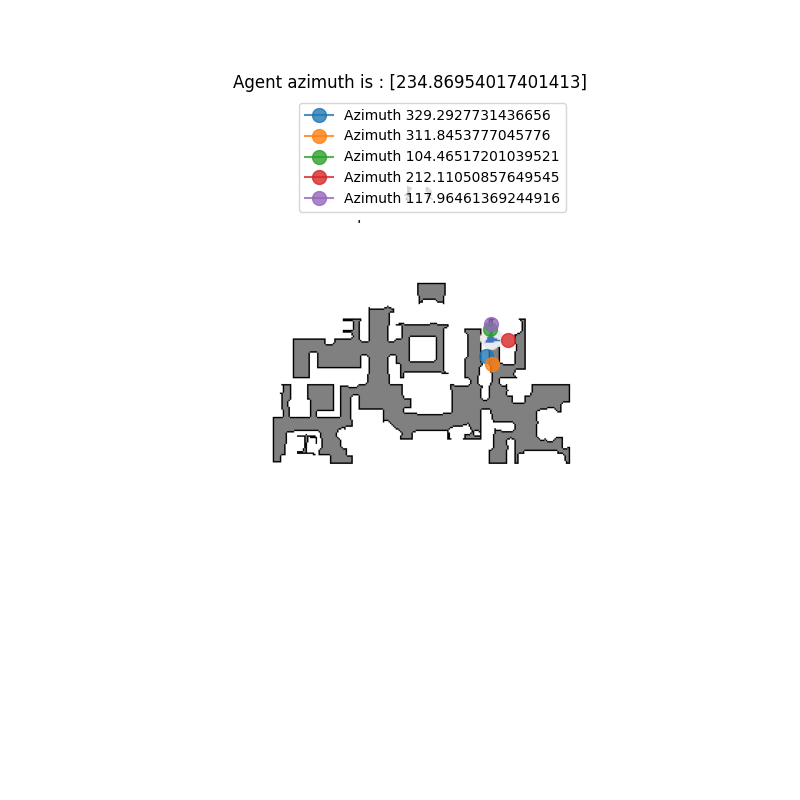 Agent azimuth is : [234.86954017401413]
Azimuth 329.2927731436656
Azimuth 311.8453777045776
Azimuth 104.46517201039521
Azimuth 212.11050857649545
Azimuth 117.96461369244916